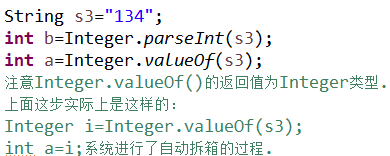 String s3="134";
int b=Integer.parseInt(s3);
int a=Integer.valueOf(s3);
注意Integer.valueOf()的返回值为Integer类型.
上面这步实际上是这样的:
Integer i=Integer.valueOf(s3);
int a=i;系统进行了自动拆箱的过程.